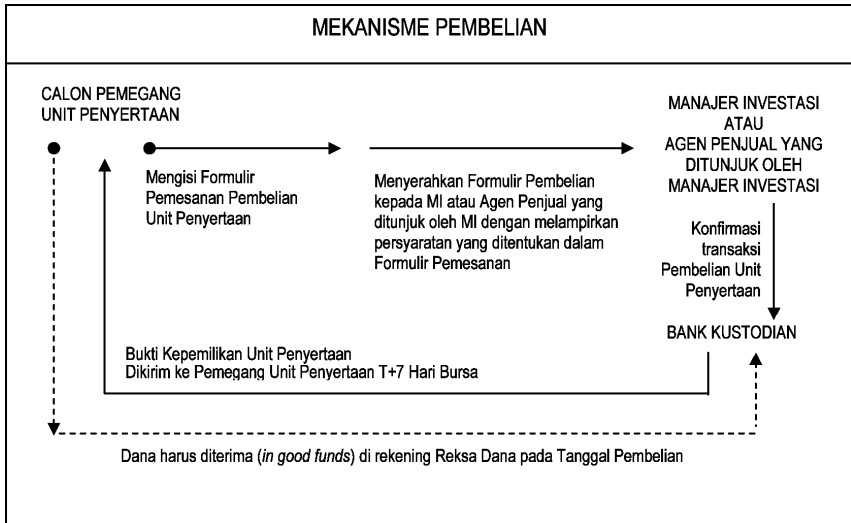 MEKANISME PEMBELIAN
CALON PEMEGANG
UNIT PENYERTAAN
Mengisi Formulir
Pemesanan Pembelian
Unit Penyertaan
Menyerahkan Formulir Pembelian
kepada MI atau Agen Penjual yang
ditunjuk oleh MI dengan melampirkan
persyaratan yang ditentukan dalam
Formulir Pemesanan
MANAJER INVESTASI
ATAU
AGEN PENJUAL YANG
DITUNJUK OLEH
MANAJER INVESTASI
Konfirmasi
transaksi
Pembelian Unit
Penyertaan
BANK KUSTODIAN
Bukti Kepemilikan Unit Penyertaan
Dikirim ke Pemegang Unit Penyertaan T+7 Hari Bursa
Dana harus diterima (in good funds) di rekening Reksa Dana pada Tanggal Pembelian